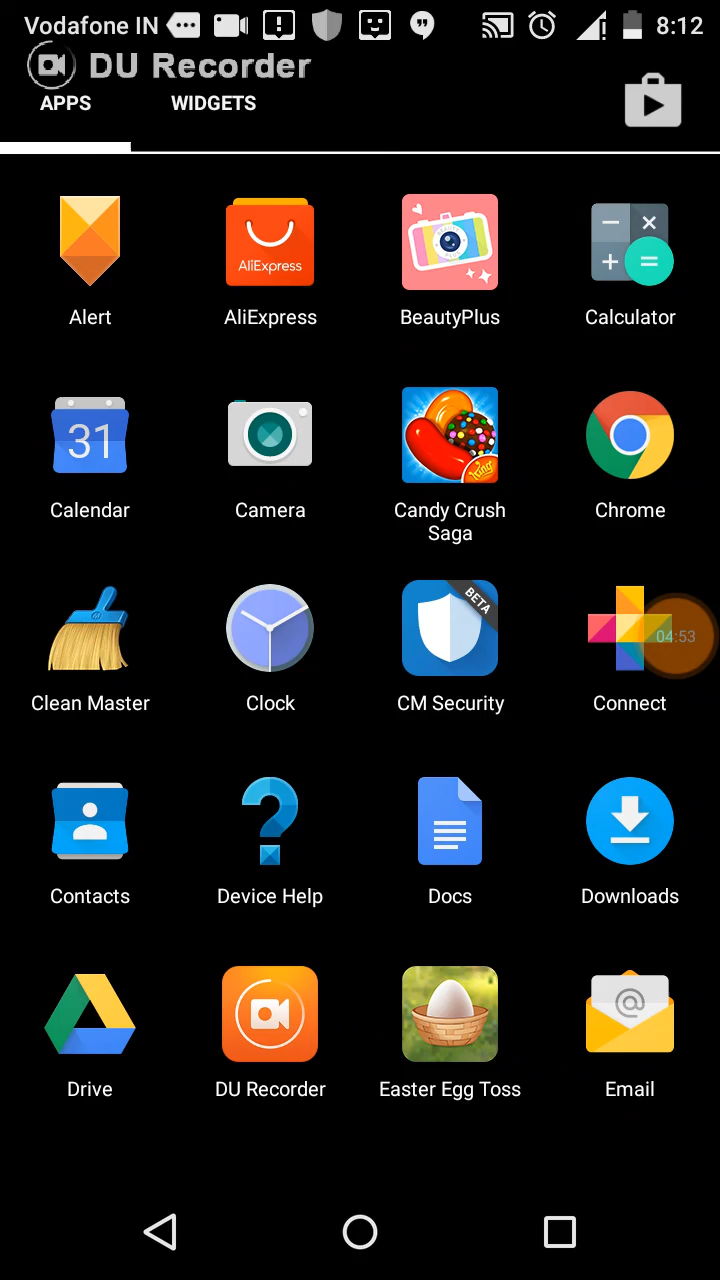 Vodafone IN 8:12
DU Recorder
APPS WIDGETS
AliExpress
Alert AliExpress BeautyPlus Calculator
31
King
Calendar Camera Candy Crush Chrome
Saga
BETA
04:53
Clean Master Clock CM Security Connect
Contacts Device Help Docs Downloads
Drive DU Recorder Easter Egg Toss Email